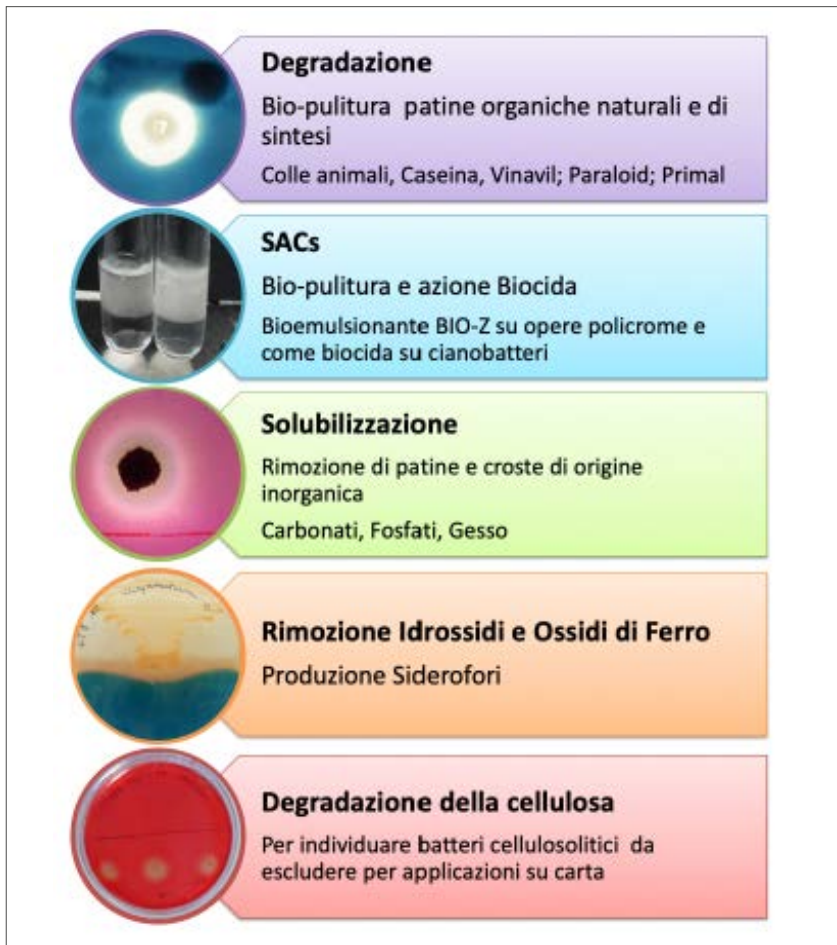 Degradazione
Bio-pulitura patine organiche naturali e di
sintesi
Colle animali, Caseina, Vinavil; Paraloid; Primal
SACs
Bio-pulitura e azione Biocida
Bioemulsionante BIO-Z su opere policrome e
come biocida su cianobatteri
Solubilizzazione
Rimozione di patine e croste di origine
inorganica
Carbonati, Fosfati, Gesso
Rimozione Idrossidi e Ossidi di Ferro
Produzione Siderofori
Degradazione della cellulosa
Per individuare batteri cellulosolitici da
escludere per applicazioni su carta